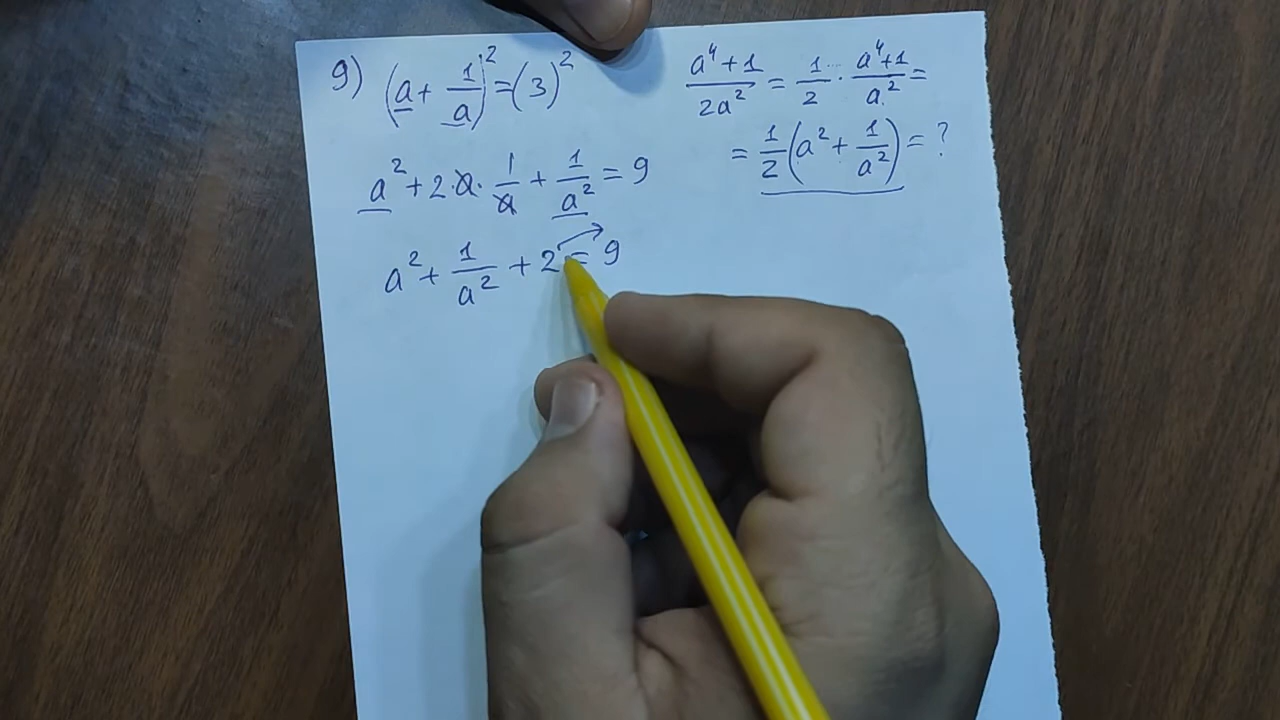 9) (a + 1/a)² = (3)²
a² + 2·a·1/a + 1/a² = 9
a² + 1/a² + 2 = 9
a⁴+1/2a² = 1/2 · a⁴+1/a² =
= 1/2(a² + 1/a²) = ?